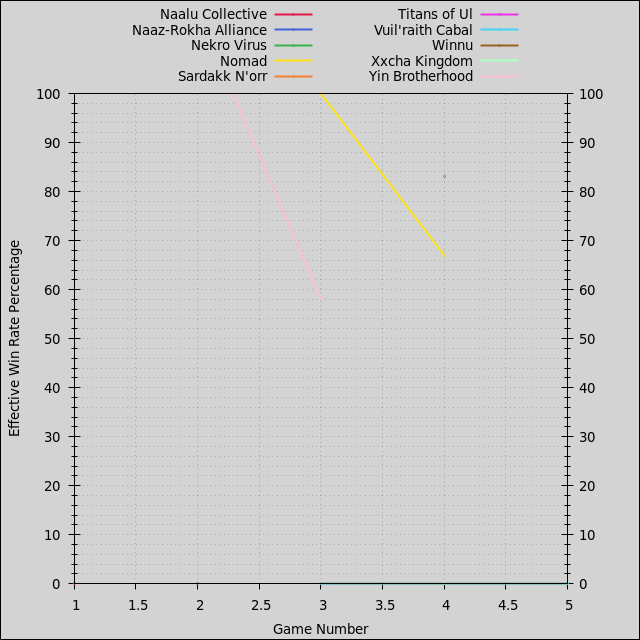 Naalu Collective
Naaz-Rokha Alliance
Nekro Virus
Nomad
Sardakk N'orr
Titans of Ul
Vuil'raith Cabal
Winnu
Xxcha Kingdom
Yin Brotherhood
100
90
80
70
60
50
40
30
20
10
0
100
90
80
70
60
50
40
30
20
10
0
Effective Win Rate Percentage
1 1.5 2 2.5 3 3.5 4 4.5 5
Game Number